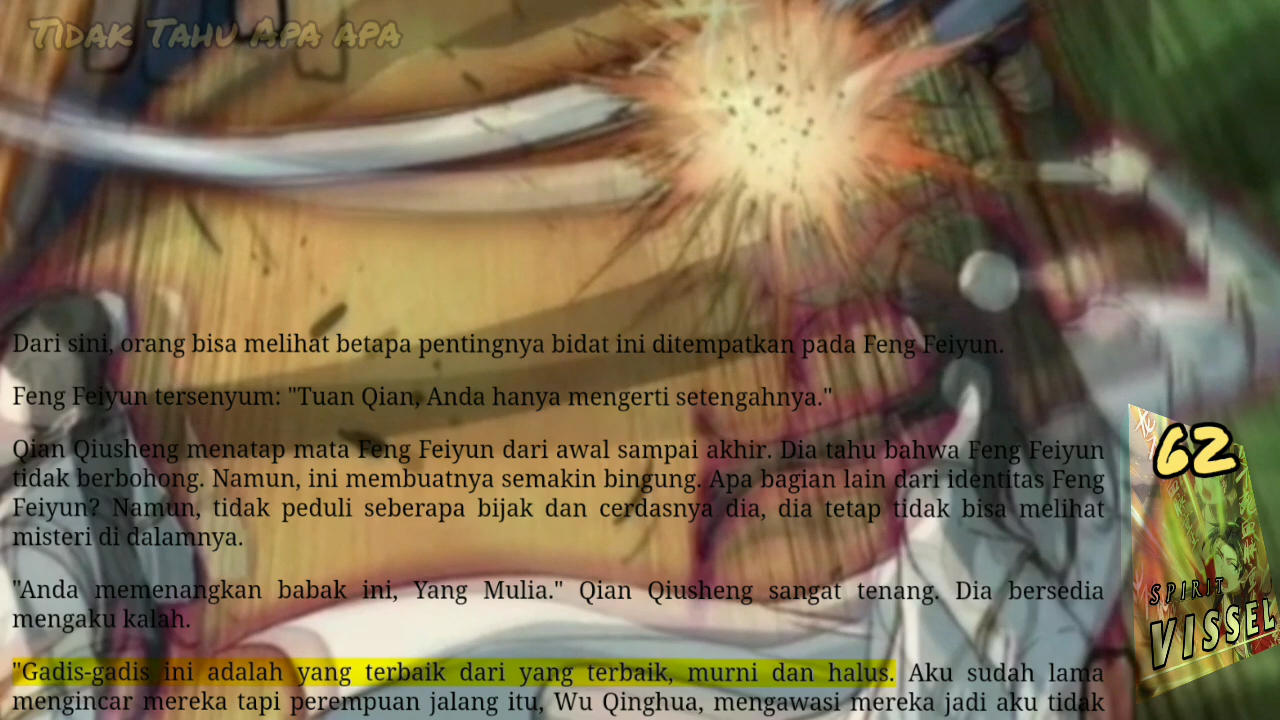 Tidak Tahu Apa apa
Dari sini, orang bisa melihat betapa pentingnya bidat ini ditempatkan pada Feng Feiyun.
Feng Feiyun tersenyum: "Tuan Qian, Anda hanya mengerti setengahnya."
Qian Qiusheng menatap mata Feng Feiyun dari awal sampai akhir. Dia tahu bahwa Feng Feiyun
tidak berbohong. Namun, ini membuatnya semakin bingung. Apa bagian lain dari identitas Feng
Feiyun? Namun, tidak peduli seberapa bijak dan cerdasnya dia, dia tetap tidak bisa melihat
misteri di dalamnya.
"Anda memenangkan babak ini, Yang Mulia." Qian Qiusheng sangat tenang. Dia bersedia
mengaku kalah.
"Gadis-gadis ini adalah yang terbaik dari yang terbaik, murni dan halus. Aku sudah lama
mengincar mereka tapi perempuan jalang itu, Wu Qinghua, mengawasi mereka jadi aku tidak
62
SPIRIT
VISSEL